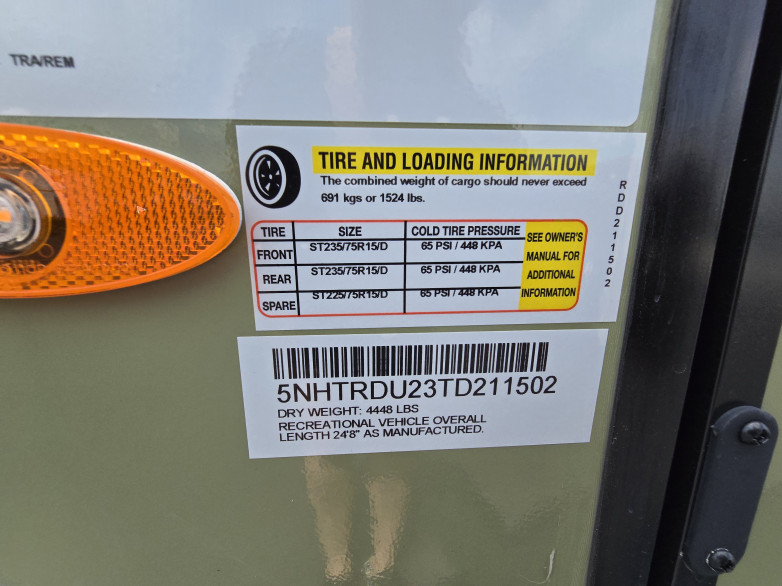 TRA/REM
TIRE AND LOADING INFORMATION
The combined weight of cargo should never exceed
691 kgs or 1524 lbs.
TIRE SIZE COLD TIRE PRESSURE SEE OWNER'S MANUAL FOR ADDITIONAL INFORMATION
FRONT ST235/75R15/D 65 PSI / 448 KPA
REAR ST235/75R15/D 65 PSI / 448 KPA
SPARE ST225/75R15/D 65 PSI / 448 KPA
RDD211502
5NHTRDU23TD211502
DRY WEIGHT: 4448 LBS
RECREATIONAL VEHICLE OVERALL
LENGTH 24'8" AS MANUFACTURED.